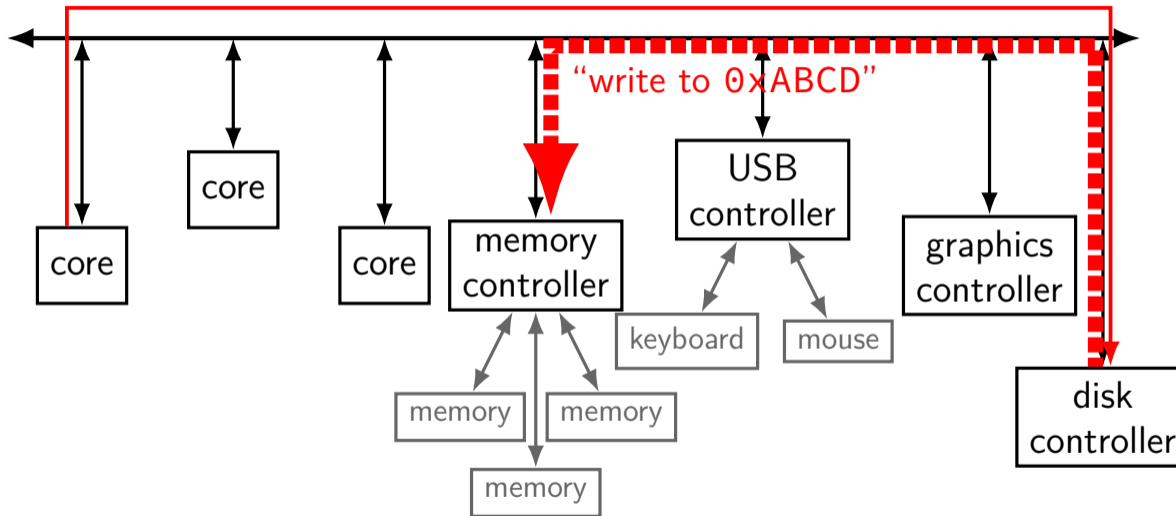 “write to 0xABCD”
core
core
core
memory
controller
USB
controller
graphics
controller
keyboard
mouse
memory
memory
memory
disk
controller